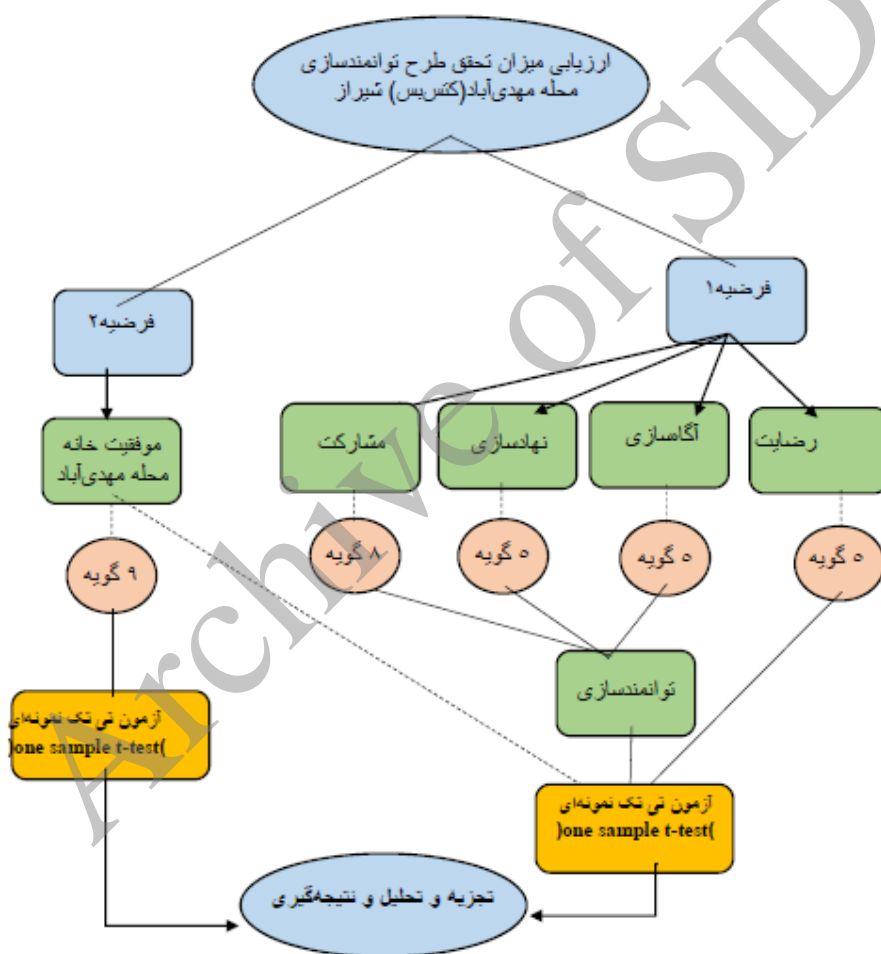 ارزیابی میزان تحقق طرح توانمندسازی
محله مهدی‌آباد(کتس‌بس) شیراز
فرضیه۱
فرضیه۲
رضایت
آگاسازی
نهادسازی
مشارکت
موفقیت خانه
محله مهدی‌آباد
۵ گویه
۵ گویه
۵ گویه
۸ گویه
۹ گویه
توانمندسازی
آزمون تی تک نمونه‌ای
)one sample t-test(
آزمون تی تک نمونه‌ای
)one sample t-test(
تجزیه و تحلیل و نتیجه‌گیری
Archive of SID